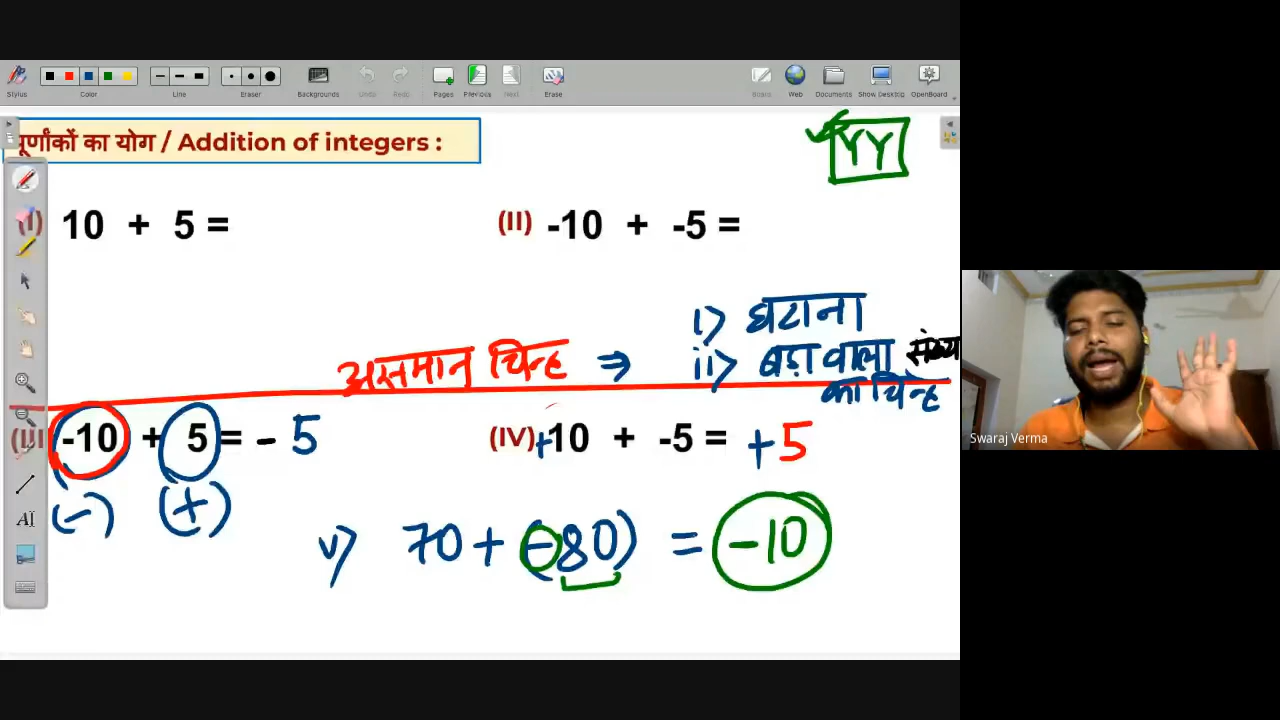 Stylus Color Line Eraser Backgrounds Undo Redo Pages Previous Next Erase Board Web Documents Show Desktop OpenBoard
पूर्णांकों का योग / Addition of integers :
YY
(I) 10 + 5 =
(II) -10 + -5 =
असमान चिन्ह ⇒
i> घटाना
ii> बड़ा वाला संख्या
का चिन्ह
(III) -10 + 5 = - 5
(-) (+)
(IV) +10 + -5 = +5
v> 70 + (-80) = -10
Swaraj Verma